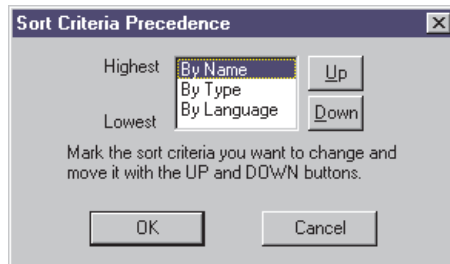 Sort Criteria Precedence
Highest
By Name
Up
By Type
By Language
Down
Lowest
Mark the sort criteria you want to change and
move it with the UP and DOWN buttons.
OK
Cancel